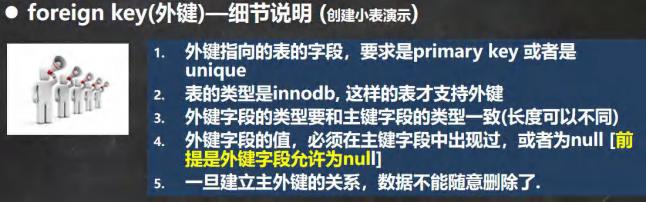 ● foreign key(外键)—细节说明 (创建小表演示)
1. 外键指向的表的字段，要求是primary key 或者是
unique
2. 表的类型是innodb, 这样的表才支持外键
3. 外键字段的类型要和主键字段的类型一致(长度可以不同)
4. 外键字段的值，必须在主键字段中出现过，或者为null [前
提是外键字段允许为null]
5. 一旦建立主外键的关系，数据不能随意删除了.